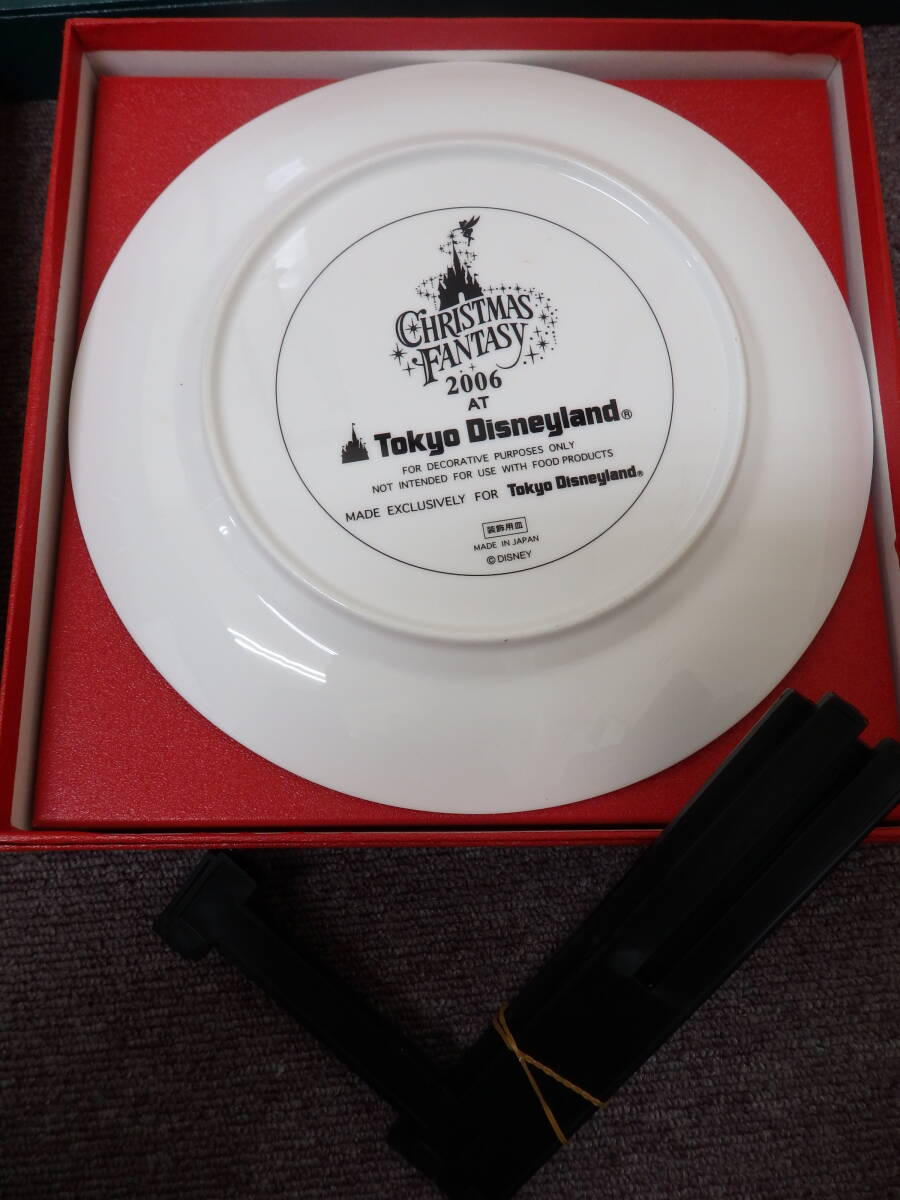 CHRISTMAS
FANTASY
2006
AT
Tokyo Disneyland®
FOR DECORATIVE PURPOSES ONLY
NOT INTENDED FOR USE WITH FOOD PRODUCTS
MADE EXCLUSIVELY FOR Tokyo Disneyland®
装飾用皿
MADE IN JAPAN
©DISNEY